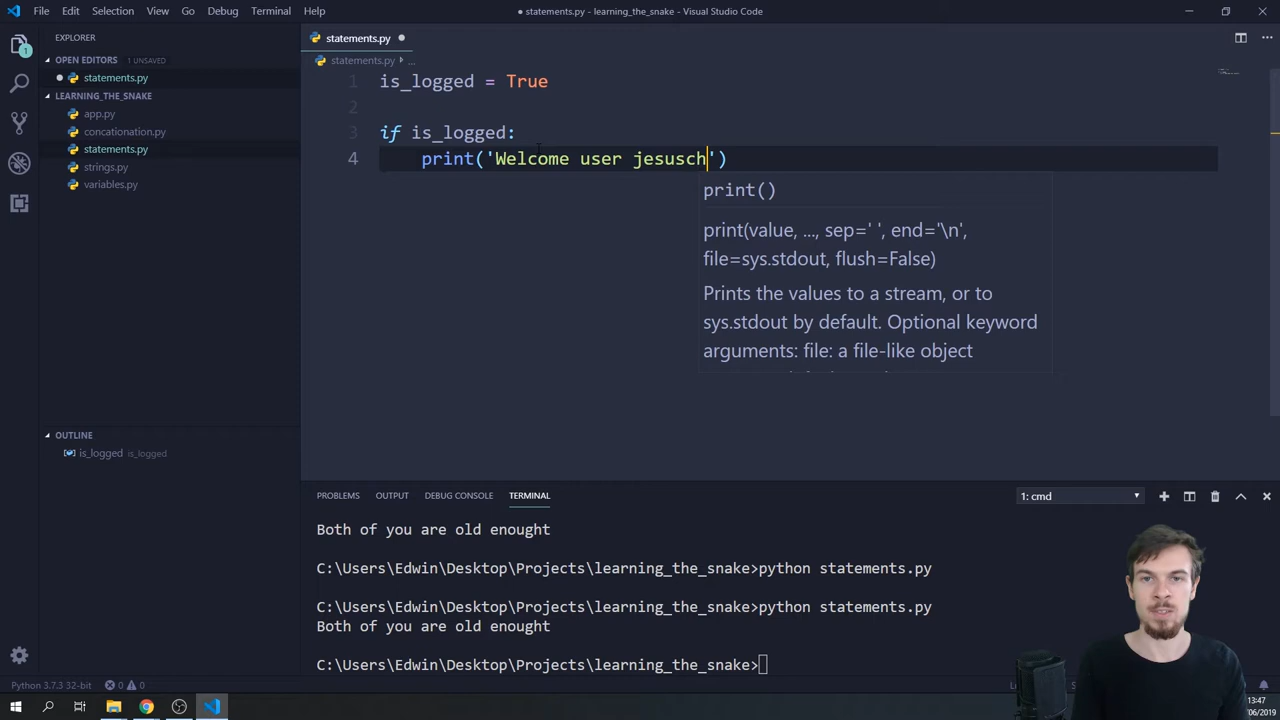 File Edit Selection View Go Debug Terminal Help
● statements.py - learning_the_snake - Visual Studio Code
EXPLORER
OPEN EDITORS 1 UNSAVED
statements.py
LEARNING_THE_SNAKE
app.py
concationation.py
statements.py
strings.py
variables.py
OUTLINE
is_logged is_logged
statements.py
statements.py › ...
1 is_logged = True
2
3 if is_logged:
4 print('Welcome user jesusch')
print()
print(value, ..., sep=' ', end='\n',
file=sys.stdout, flush=False)
Prints the values to a stream, or to
sys.stdout by default. Optional keyword
arguments: file: a file-like object
PROBLEMS OUTPUT DEBUG CONSOLE TERMINAL
1: cmd
Both of you are old enought
C:\Users\Edwin\Desktop\Projects\learning_the_snake>python statements.py
C:\Users\Edwin\Desktop\Projects\learning_the_snake>python statements.py
Both of you are old enought
C:\Users\Edwin\Desktop\Projects\learning_the_snake>
Python 3.7.3 32-bit 0 0
13:47
/06/2019
1